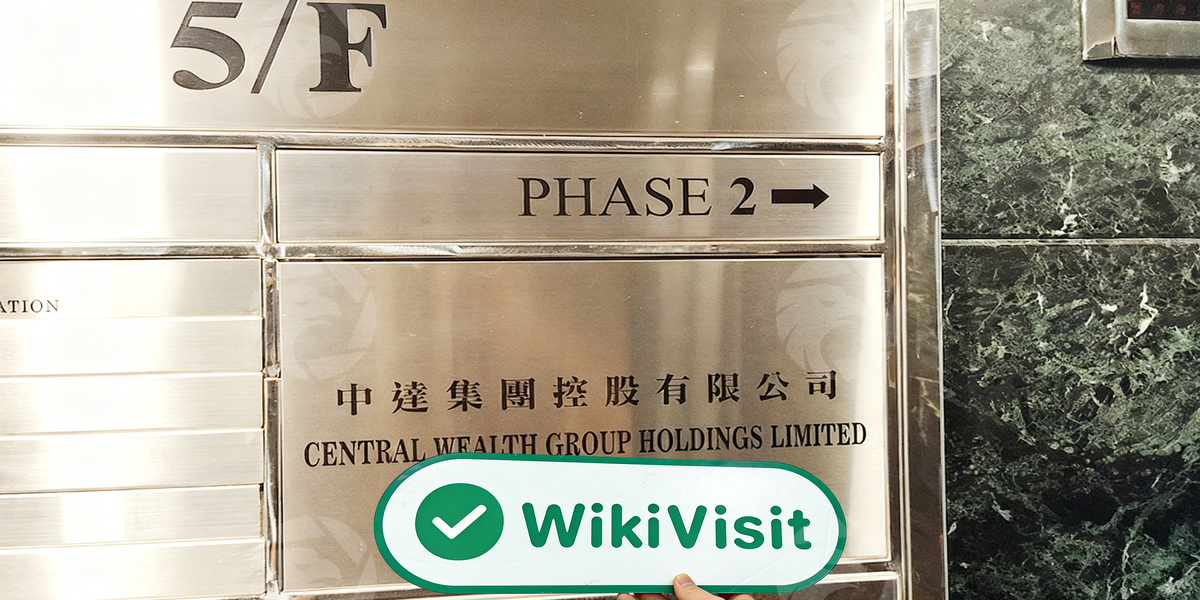 5/F
PHASE 2
ATION
中達集團控股有限公司
CENTRAL WEALTH GROUP HOLDINGS LIMITED
WikiVisit